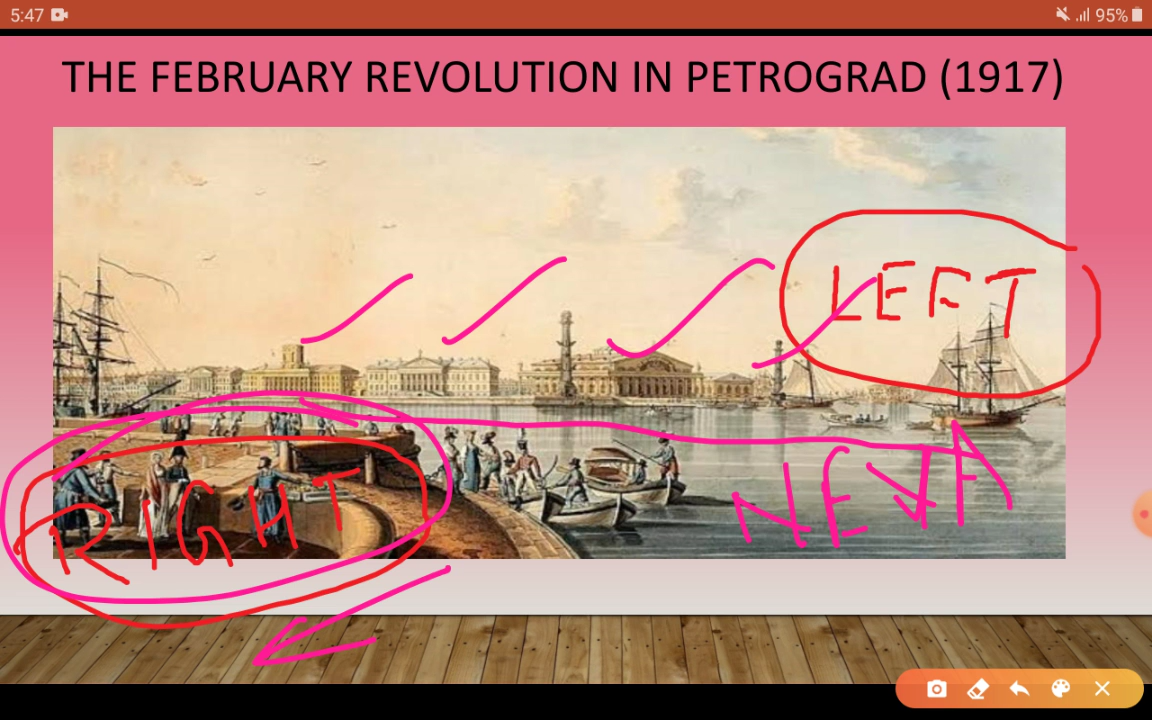 5:47 95%
THE FEBRUARY REVOLUTION IN PETROGRAD (1917)
LEFT
RIGHT
NEVA